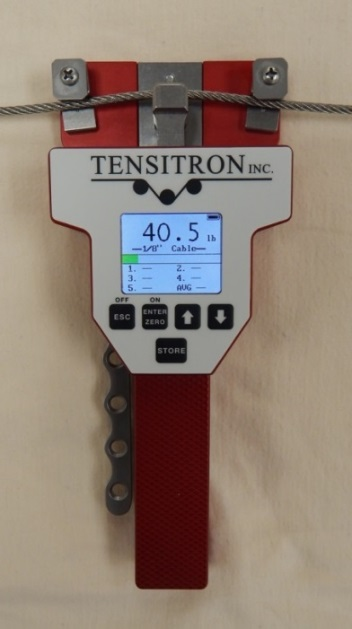 TENSITRON INC.
40.5 lb
1/8" Cable
1. -- 2. --
3. -- 4. --
5. -- AVG --
OFF ON
ESC ENTER ZERO
STORE